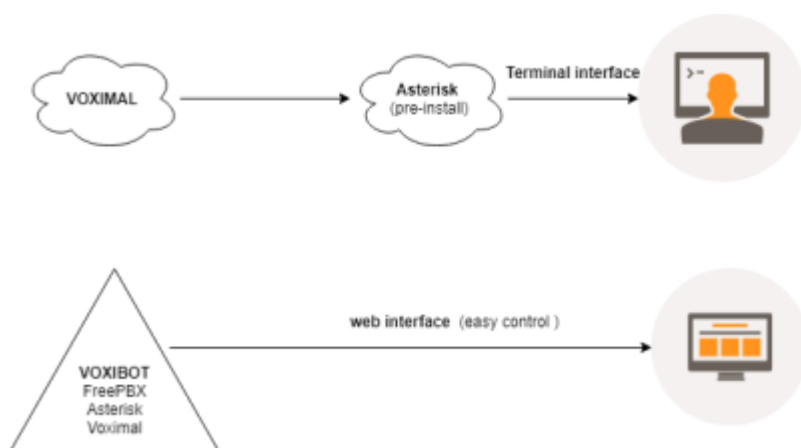 Terminal interface
VOXIMAL
Asterisk
(pre-install)
web interface (easy control )
VOXIBOT
FreePBX
Asterisk
Voximal